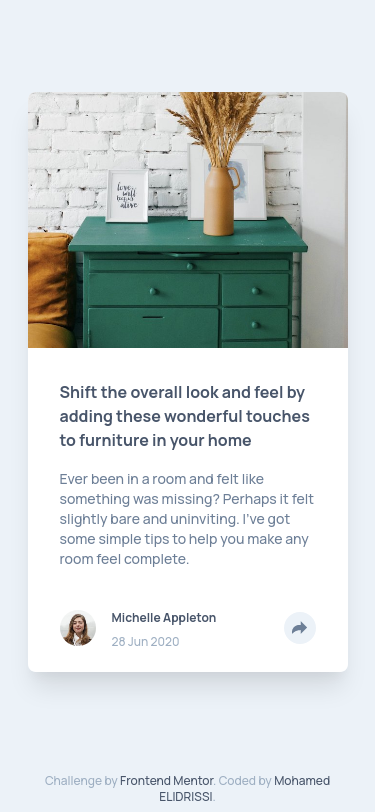 love
well
alive
Shift the overall look and feel by
adding these wonderful touches
to furniture in your home
Ever been in a room and felt like
something was missing? Perhaps it felt
slightly bare and uninviting. I've got
some simple tips to help you make any
room feel complete.
Michelle Appleton
28 Jun 2020
Challenge by Frontend Mentor. Coded by Mohamed
ELIDRISSI.